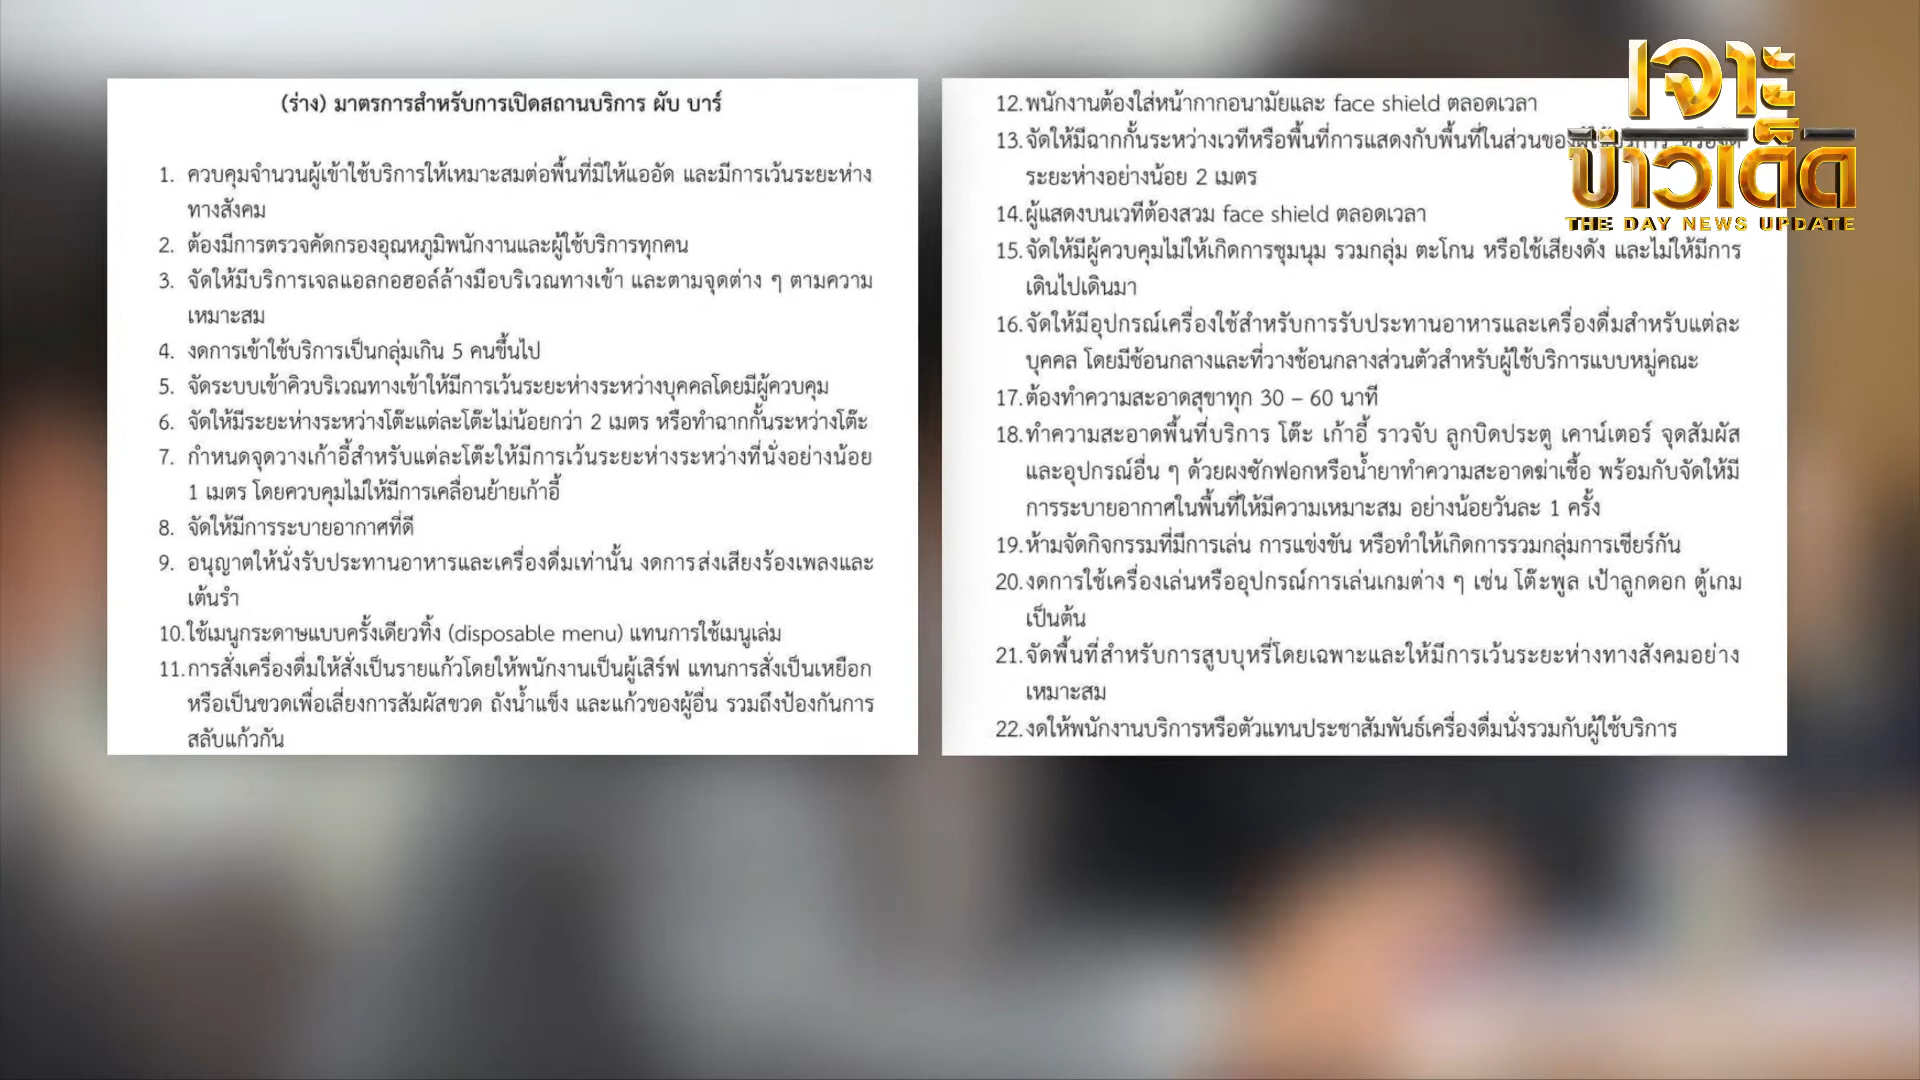 (ร่าง) มาตรการสำหรับการเปิดสถานบริการ ผับ บาร์
1. ควบคุมจำนวนผู้เข้าใช้บริการให้เหมาะสมต่อพื้นที่มิให้แออัด และมีการเว้นระยะห่าง
ทางสังคม
2. ต้องมีการตรวจคัดกรองอุณหภูมิพนักงานและผู้ใช้บริการทุกคน
3. จัดให้มีบริการเจลแอลกอฮอล์ล้างมือบริเวณทางเข้า และตามจุดต่าง ๆ ตามความ
เหมาะสม
4. งดการเข้าใช้บริการเป็นกลุ่มเกิน 5 คนขึ้นไป
5. จัดระบบเข้าคิวบริเวณทางเข้าให้มีการเว้นระยะห่างระหว่างบุคคลโดยมีผู้ควบคุม
6. จัดให้มีระยะห่างระหว่างโต๊ะแต่ละโต๊ะไม่น้อยกว่า 2 เมตร หรือทำฉากกั้นระหว่างโต๊ะ
7. กำหนดจุดวางเก้าอี้สำหรับแต่ละโต๊ะให้มีการเว้นระยะห่างระหว่างที่นั่งอย่างน้อย
1 เมตร โดยควบคุมไม่ให้มีการเคลื่อนย้ายเก้าอี้
8. จัดให้มีการระบายอากาศที่ดี
9. อนุญาตให้นั่งรับประทานอาหารและเครื่องดื่มเท่านั้น งดการส่งเสียงร้องเพลงและ
เต้นรำ
10.ใช้เมนูกระดาษแบบครั้งเดียวทิ้ง (disposable menu) แทนการใช้เมนูเล่ม
11.การสั่งเครื่องดื่มให้สั่งเป็นรายแก้วโดยให้พนักงานเป็นผู้เสิร์ฟ แทนการสั่งเป็นเหยือก
หรือเป็นขวดเพื่อเลี่ยงการสัมผัสขวด ถังน้ำแข็ง และแก้วของผู้อื่น รวมถึงป้องกันการ
สลับแก้วกัน
12.พนักงานต้องใส่หน้ากากอนามัยและ face shield ตลอดเวลา
13.จัดให้มีฉากกั้นระหว่างเวทีหรือพื้นที่การแสดงกับพื้นที่ในส่วนของ
ระยะห่างอย่างน้อย 2 เมตร
14.ผู้แสดงบนเวทีต้องสวม face shield ตลอดเวลา
15.จัดให้มีผู้ควบคุมไม่ให้เกิดการชุมนุม รวมกลุ่ม ตะโกน หรือใช้เสียงดัง และไม่ให้มีการ
เดินไปเดินมา
16.จัดให้มีอุปกรณ์เครื่องใช้สำหรับการรับประทานอาหารและเครื่องดื่มสำหรับแต่ละ
บุคคล โดยมีช้อนกลางและที่วางช้อนกลางส่วนตัวสำหรับผู้ใช้บริการแบบหมู่คณะ
17.ต้องทำความสะอาดสุขาทุก 30 – 60 นาที
18.ทำความสะอาดพื้นที่บริการ โต๊ะ เก้าอี้ ราวจับ ลูกบิดประตู เคาน์เตอร์ จุดสัมผัส
และอุปกรณ์อื่น ๆ ด้วยผงซักฟอกหรือน้ำยาทำความสะอาดฆ่าเชื้อ พร้อมกับจัดให้มี
การระบายอากาศในพื้นที่ให้มีความเหมาะสม อย่างน้อยวันละ 1 ครั้ง
19.ห้ามจัดกิจกรรมที่มีการเล่น การแข่งขัน หรือทำให้เกิดการรวมกลุ่มการเชียร์กัน
20.งดการใช้เครื่องเล่นหรืออุปกรณ์การเล่นเกมต่าง ๆ เช่น โต๊ะพูล เป้าลูกดอก ตู้เกม
เป็นต้น
21.จัดพื้นที่สำหรับการสูบบุหรี่โดยเฉพาะและให้มีการเว้นระยะห่างทางสังคมอย่าง
เหมาะสม
22.งดให้พนักงานบริการหรือตัวแทนประชาสัมพันธ์เครื่องดื่มนั่งรวมกับผู้ใช้บริการ
เจาะ
ข่าวเด็ด
THE DAY NEWS UPDATE